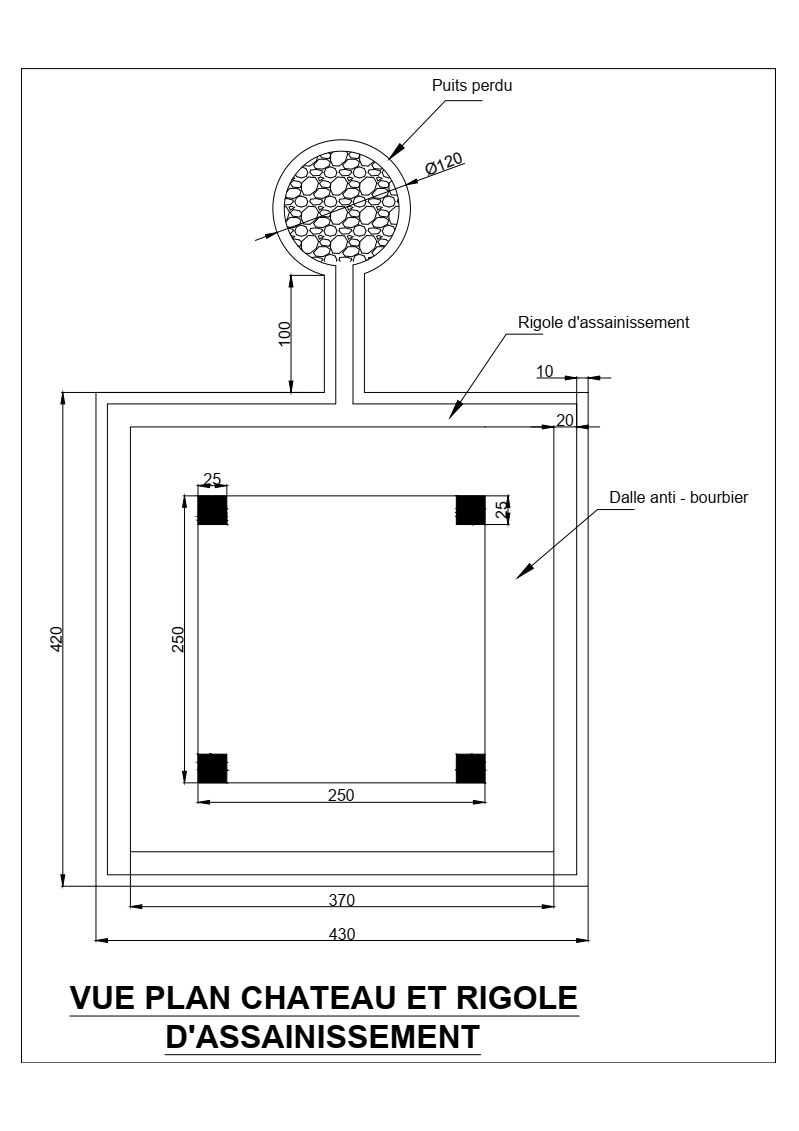 Puits perdu
Ø120
100
Rigole d'assainissement
10
20
25
25
Dalle anti - bourbier
420
250
250
370
430
VUE PLAN CHATEAU ET RIGOLE
D'ASSAINISSEMENT